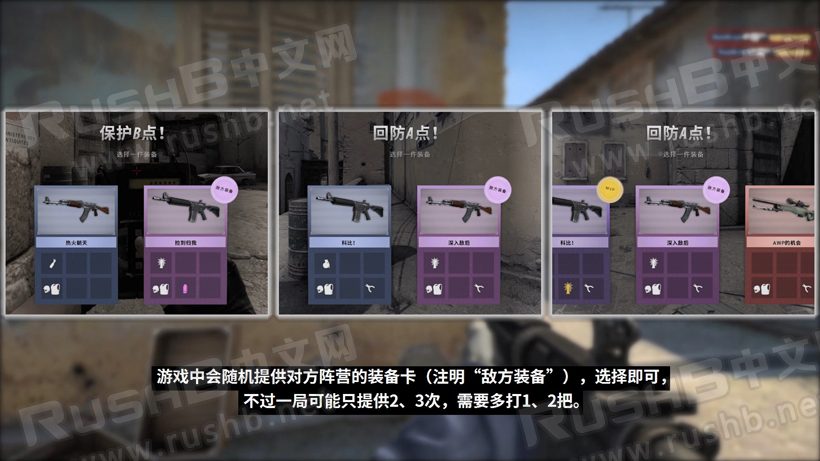 RUSHB中文网
www.rushb.net
保护B点!
选择一件装备
敌方装备
热火朝天
捡到归我
回防A点!
选择一件装备
敌方装备
科比!
深入敌后
回防A点!
选择一件装备
MVP
敌方装备
科比!
深入敌后
AWP的机会
游戏中会随机提供对方阵营的装备卡（注明“敌方装备”），选择即可，
不过一局可能只提供2、3次，需要多打1、2把。